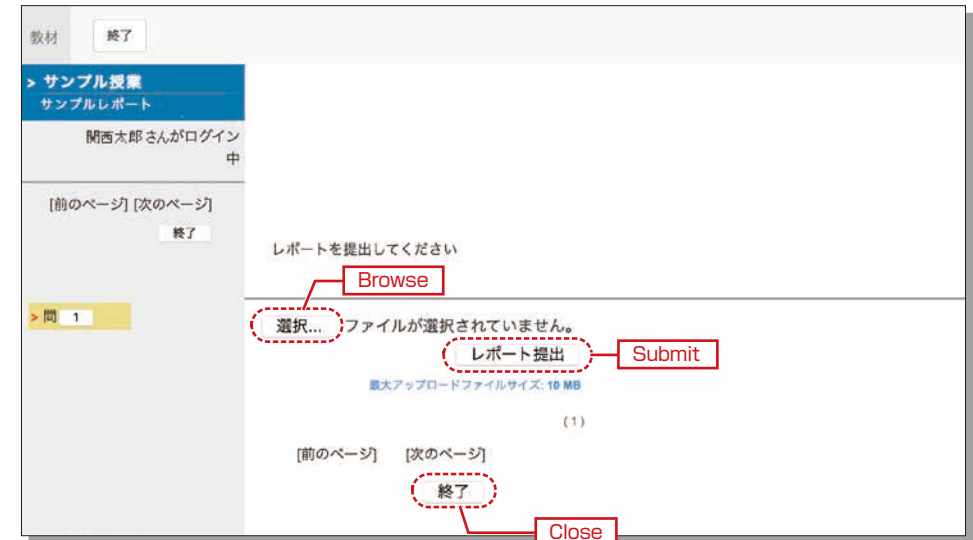 教材 終了
> サンプル授業
サンプルレポート
関西太郎さんがログイン
中
[前のページ] [次のページ]
終了
レポートを提出してください
Browse
> 問 1
選択... ファイルが選択されていません。
レポート提出 Submit
最大アップロードファイルサイズ: 10 MB
(1)
[前のページ] [次のページ]
終了
Close